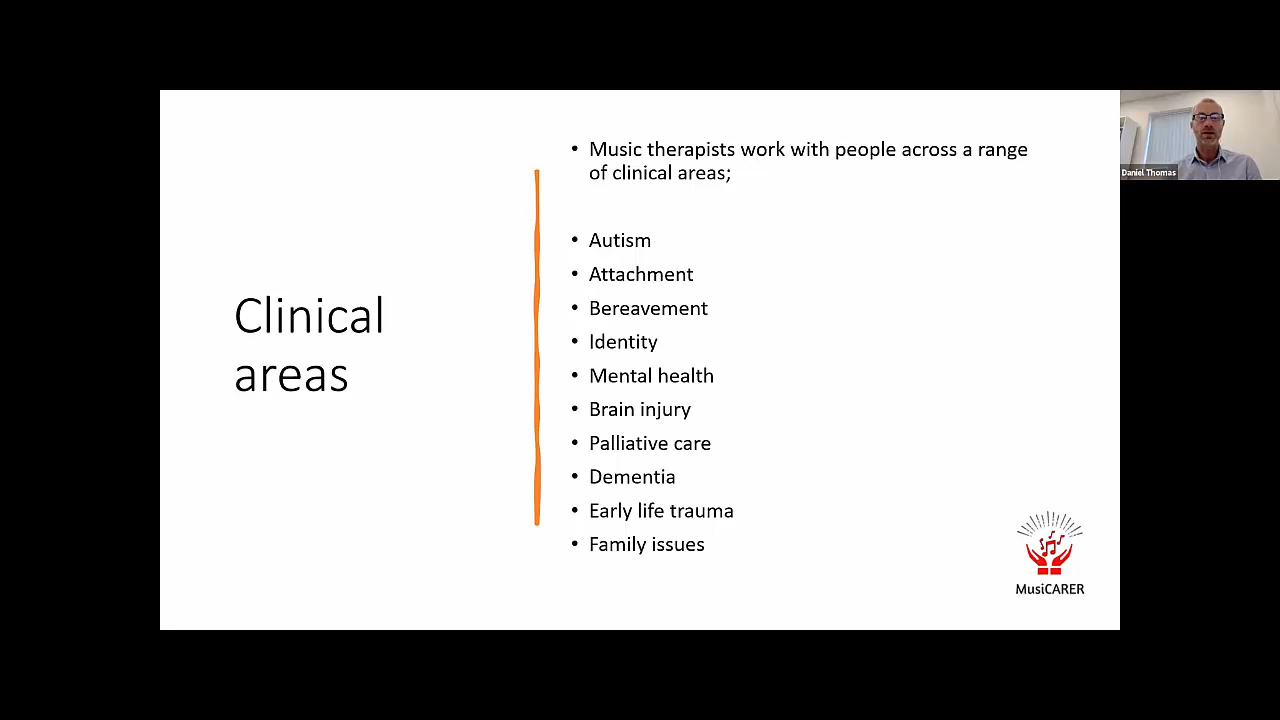 Clinical
areas
• Music therapists work with people across a range
of clinical areas;
• Autism
• Attachment
• Bereavement
• Identity
• Mental health
• Brain injury
• Palliative care
• Dementia
• Early life trauma
• Family issues
MusiCARER
Daniel Thomas